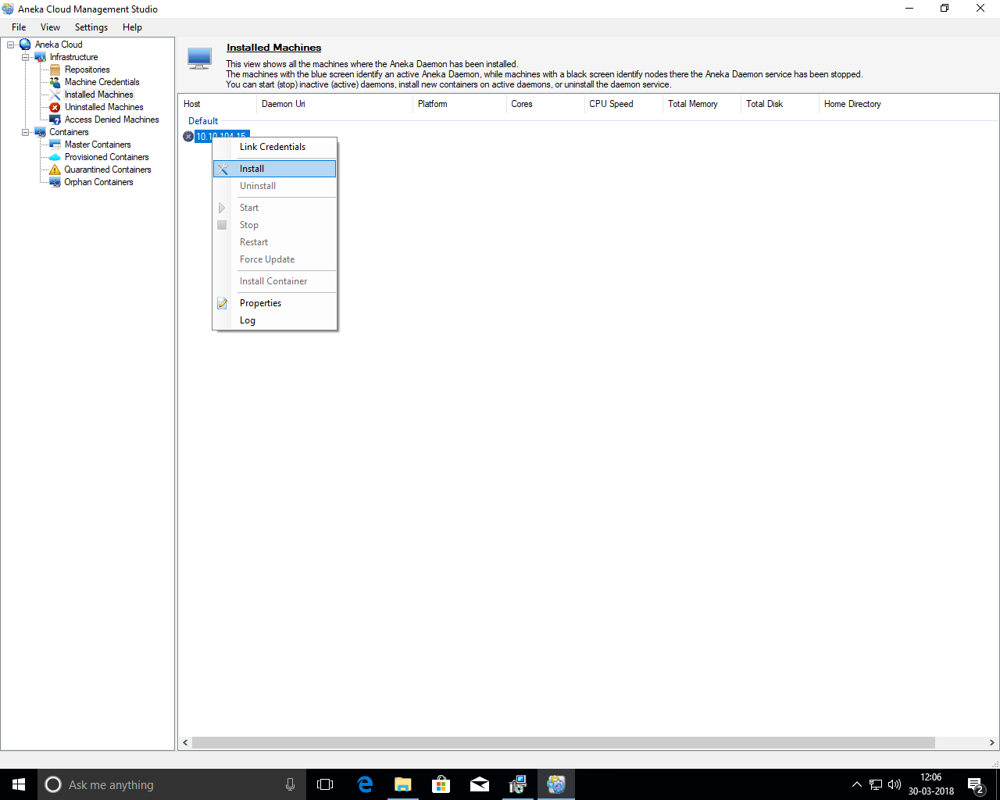 Aneka Cloud Management Studio
File View Settings Help
Aneka Cloud
Infrastructure
Repositories
Machine Credentials
Installed Machines
Uninstalled Machines
Access Denied Machines
Containers
Master Containers
Provisioned Containers
Quarantined Containers
Orphan Containers
Installed Machines
This view shows all the machines where the Aneka Daemon has been installed.
The machines with the blue screen identify an active Aneka Daemon, while machines with a black screen identify nodes there the Aneka Daemon service has been stopped.
You can start (stop) inactive (active) daemons, install new containers on active daemons, or uninstall the daemon service.
Host Daemon Uri Platform Cores CPU Speed Total Memory Total Disk Home Directory
Default
10.10.104.15
Link Credentials
Install
Uninstall
Start
Stop
Restart
Force Update
Install Container
Properties
Log
Ask me anything
12:06
30-03-2018
2